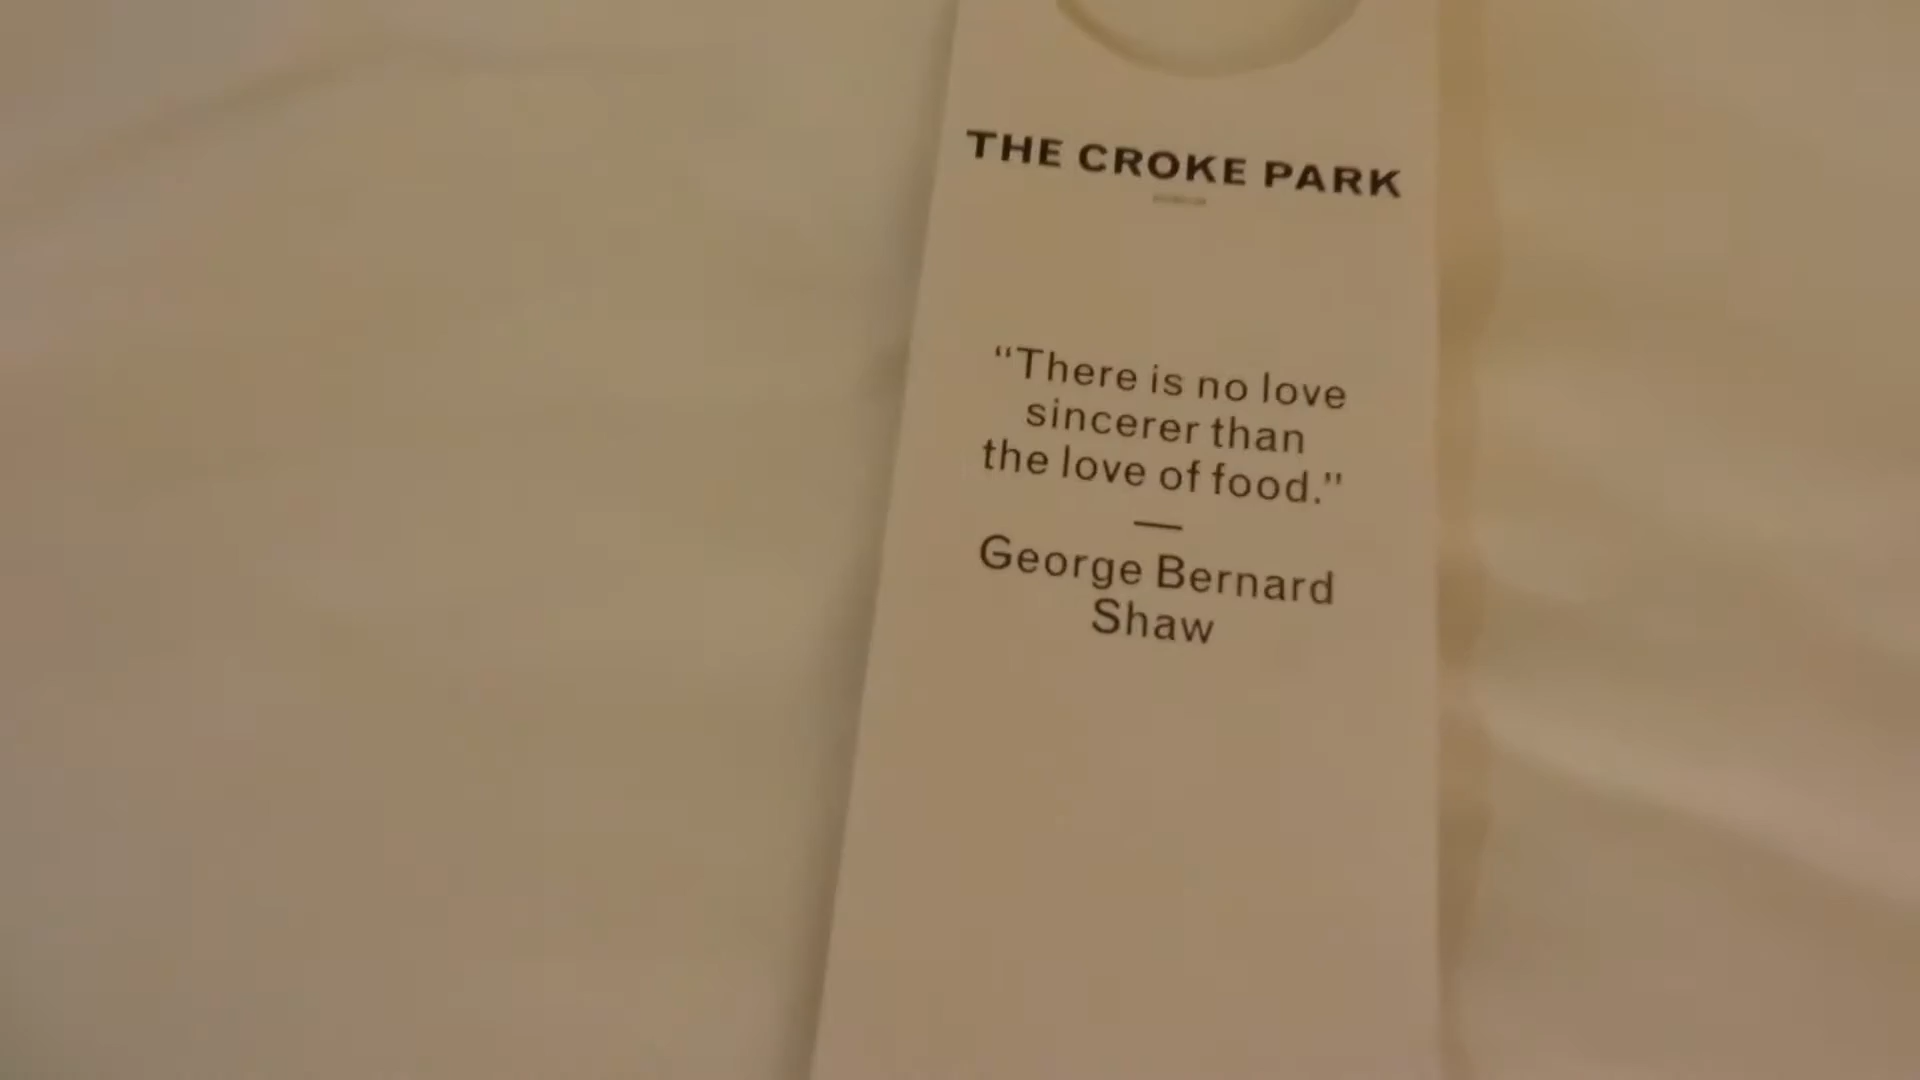 THE CROKE PARK
“There is no love
sincerer than
the love of food.”
—
George Bernard
Shaw